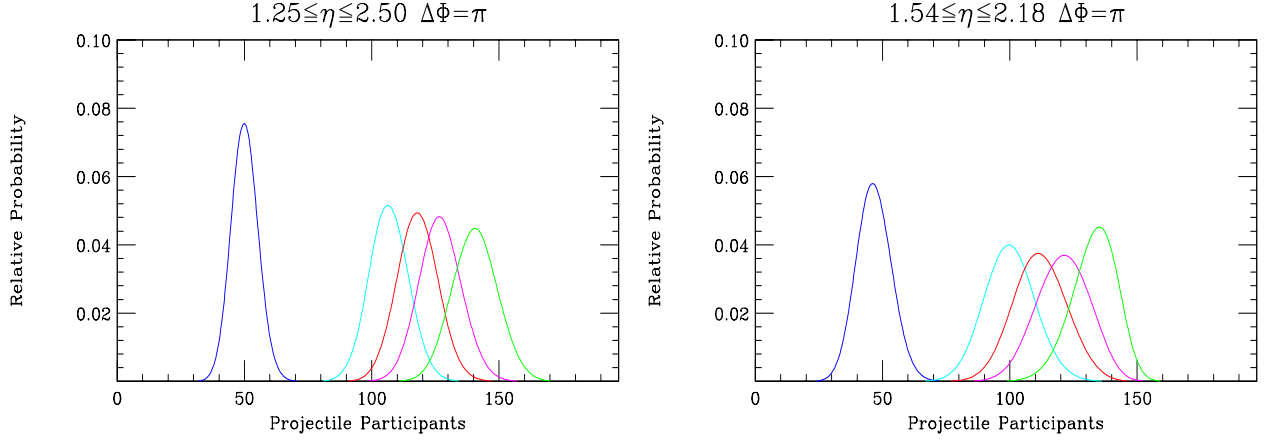 1.25≦η≦2.50 ΔΦ=π
0.10
0.08
0.06
0.04
0.02
Relative Probability
0 50 100 150
Projectile Participants
1.54≦η≦2.18 ΔΦ=π
0.10
0.08
0.06
0.04
0.02
Relative Probability
0 50 100 150
Projectile Participants